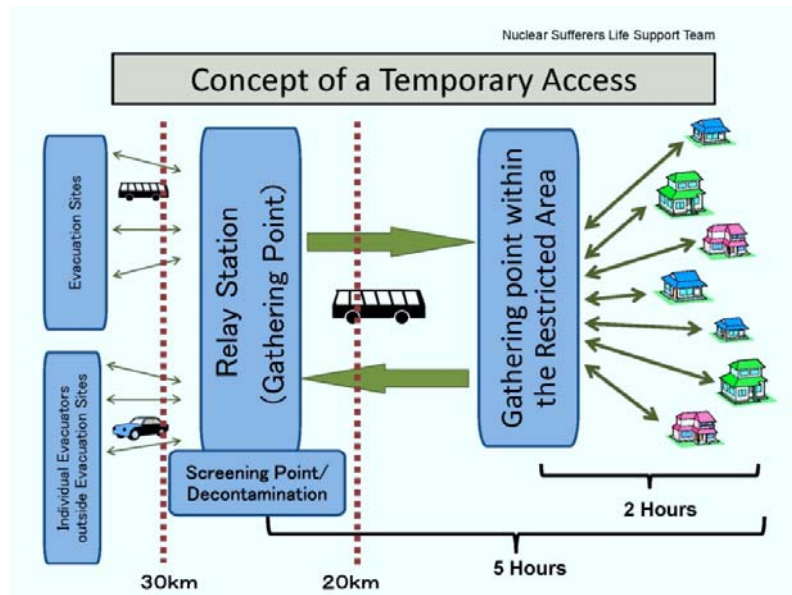 Nuclear Sufferers Life Support Team
Concept of a Temporary Access
Evacuation Sites
Individual Evacuators
outside Evacuation Sites
Relay Station
(Gathering Point)
Screening Point/
Decontamination
Gathering point within
the Restricted Area
2 Hours
5 Hours
30km
20km